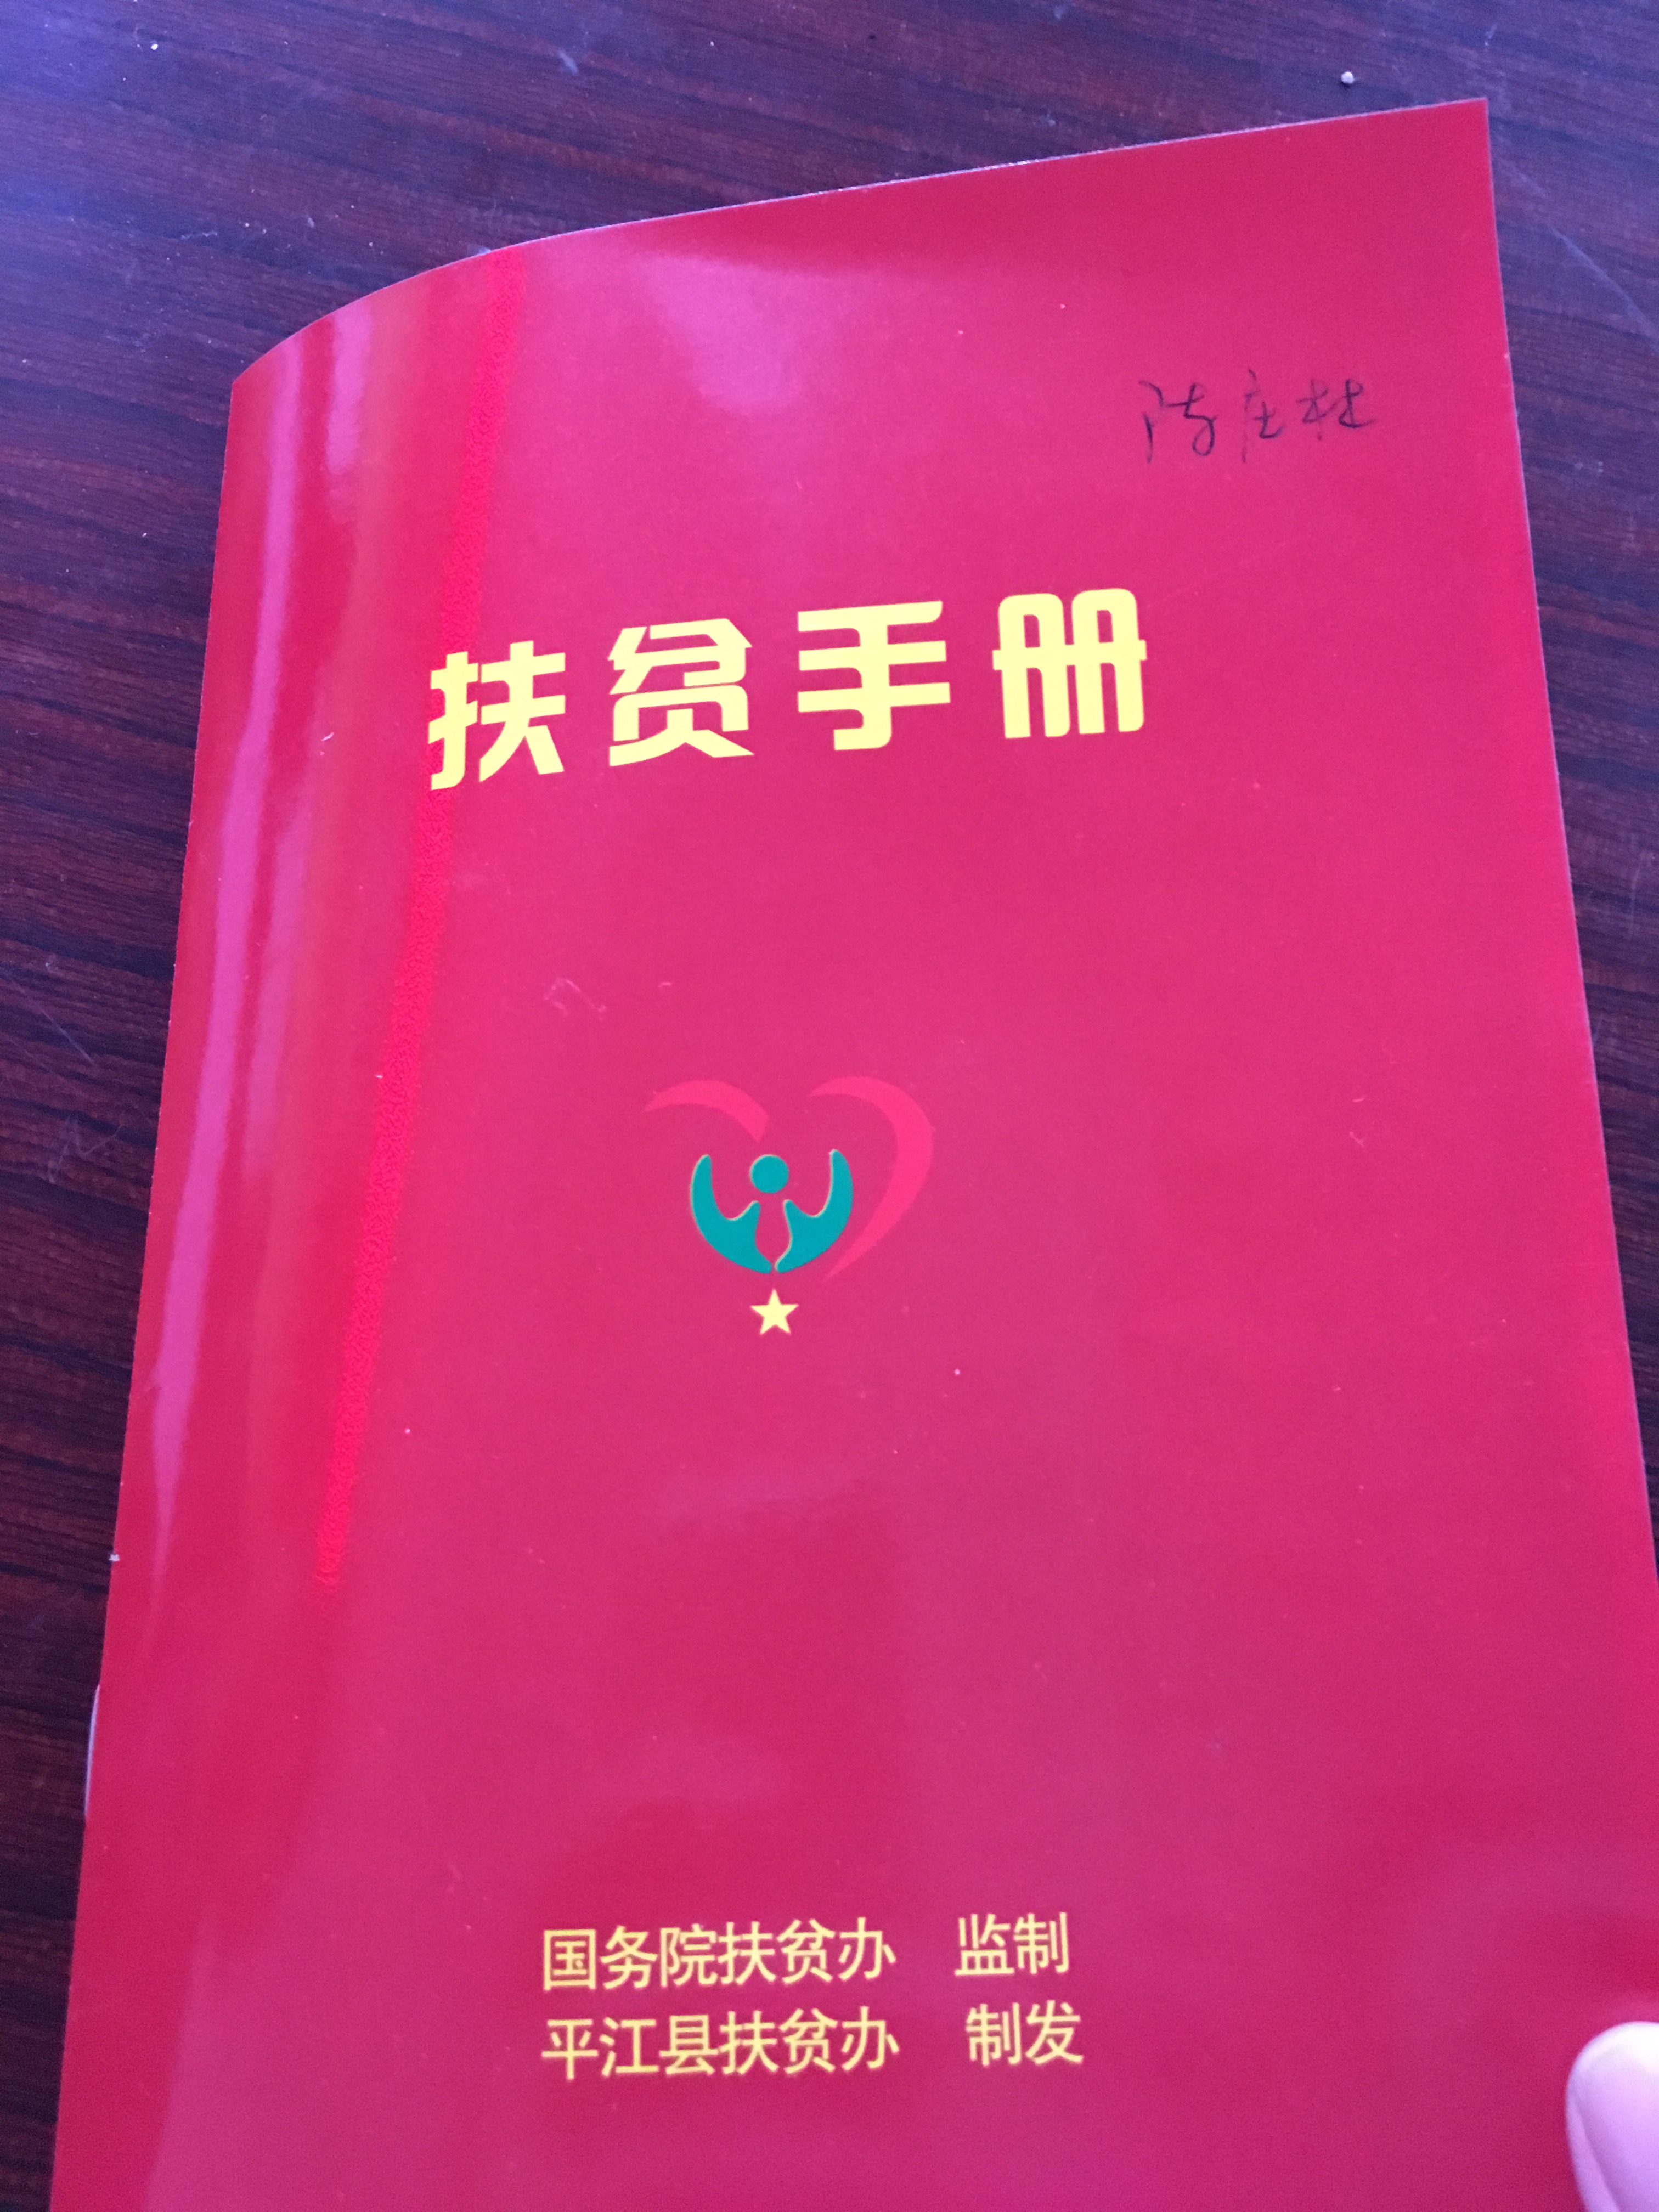 扶贫手册
国务院扶贫办 监制
平江县扶贫办 制发